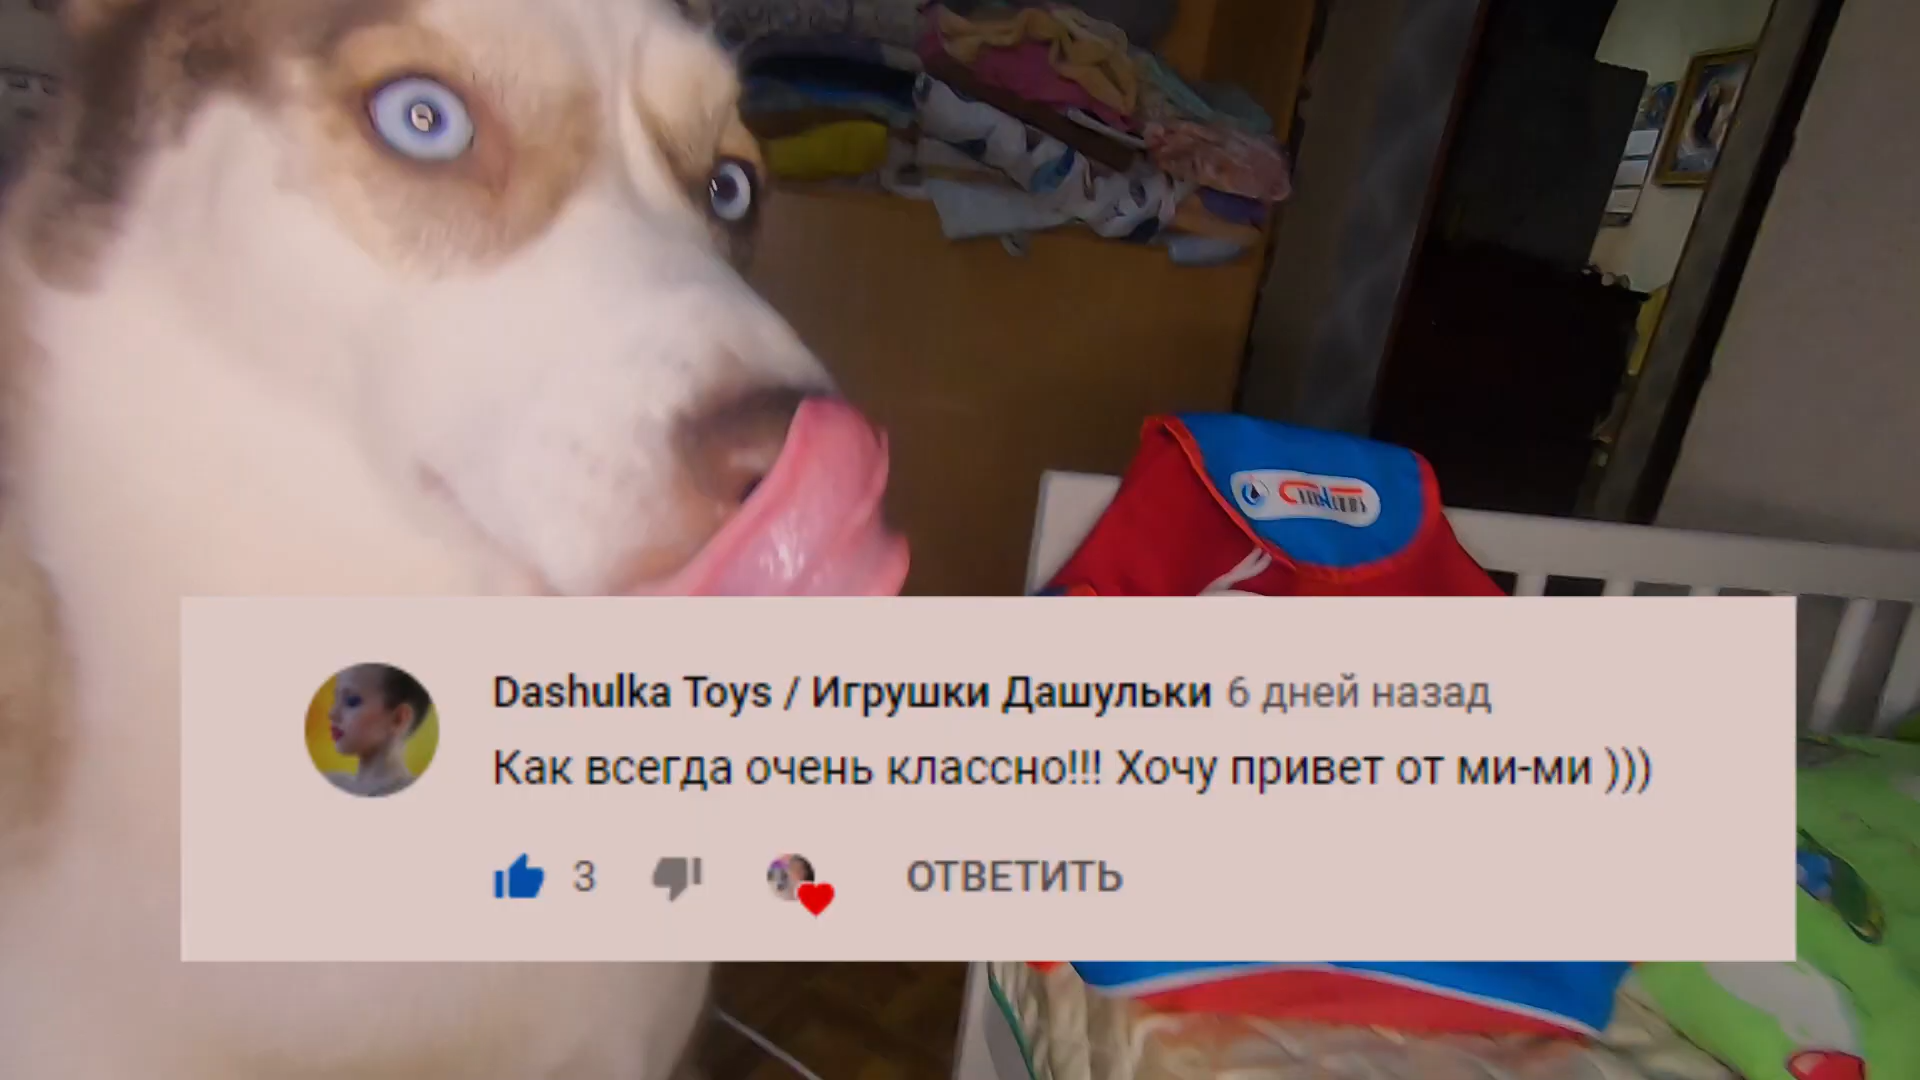 Dashulka Toys / Игрушки Дашульки 6 дней назад
Как всегда очень классно!!! Хочу привет от ми-ми )))
3
ОТВЕТИТЬ